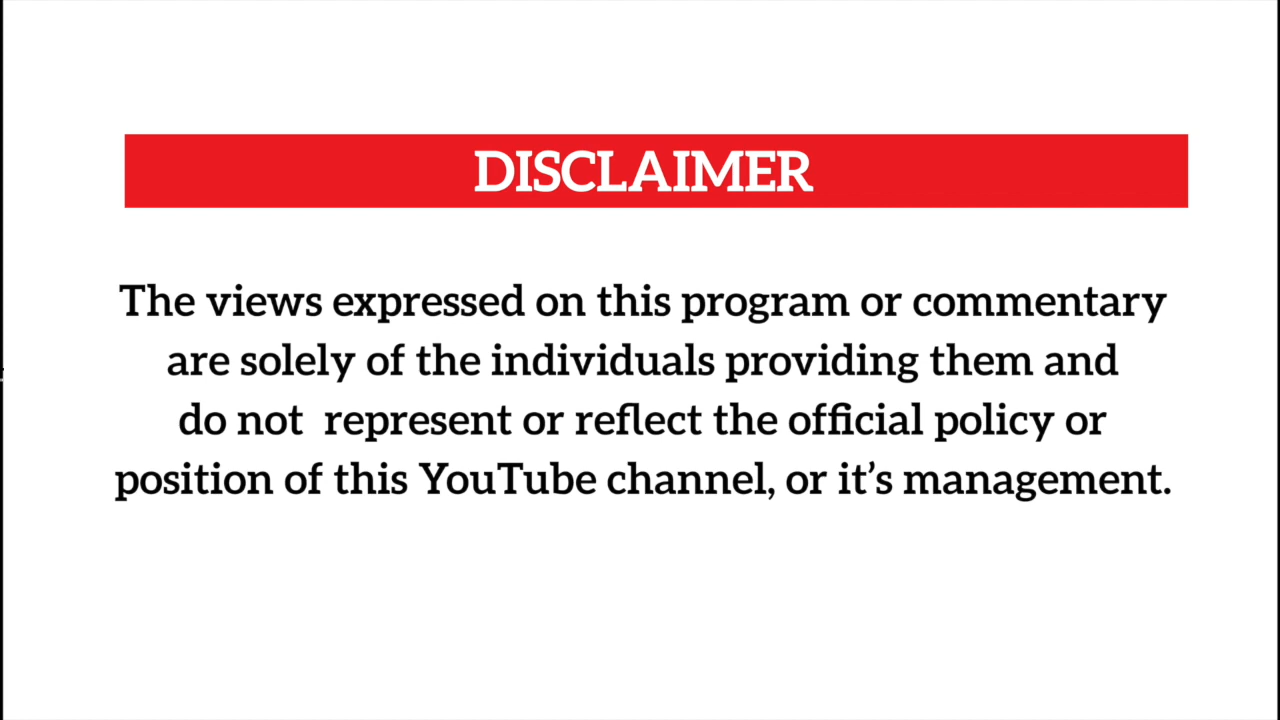 DISCLAIMER
The views expressed on this program or commentary
are solely of the individuals providing them and
do not  represent or reflect the official policy or
position of this YouTube channel, or it’s management.